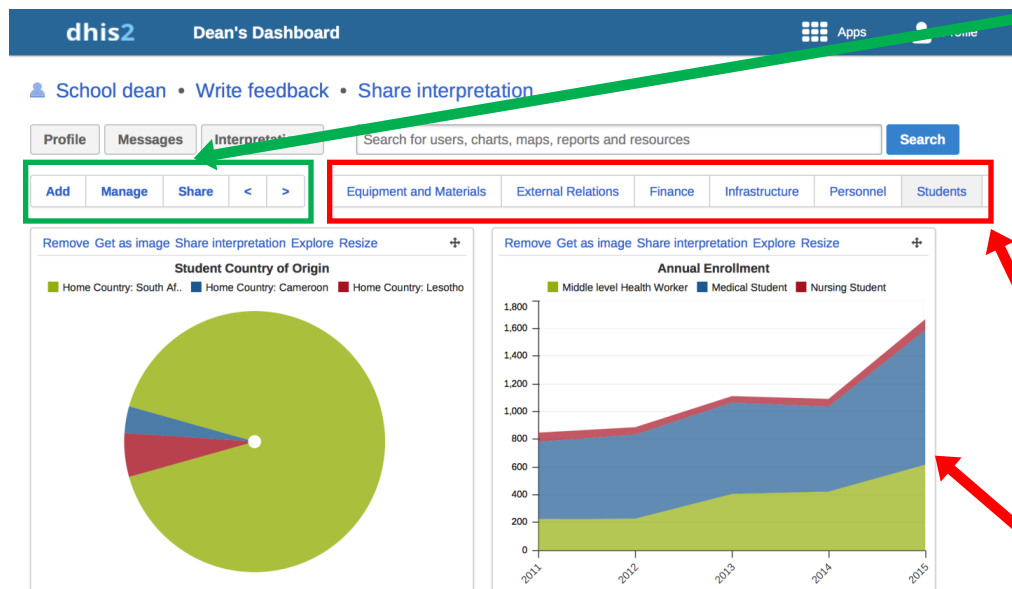 dhis2 Dean's Dashboard Apps
School dean • Write feedback • Share interpretation
Profile Messages Search for users, charts, maps, reports and resources Search
Add Manage Share < > Equipment and Materials External Relations Finance Infrastructure Personnel Students
Remove Get as image Share interpretation Explore Resize
Student Country of Origin
Home Country: South Af.. Home Country: Cameroon Home Country: Lesotho
Remove Get as image Share interpretation Explore Resize
Annual Enrollment
Middle level Health Worker Medical Student Nursing Student
1,800
1,600
1,400
1,200
1,000
800
600
400
200
0
2011 2012 2013 2014 2015